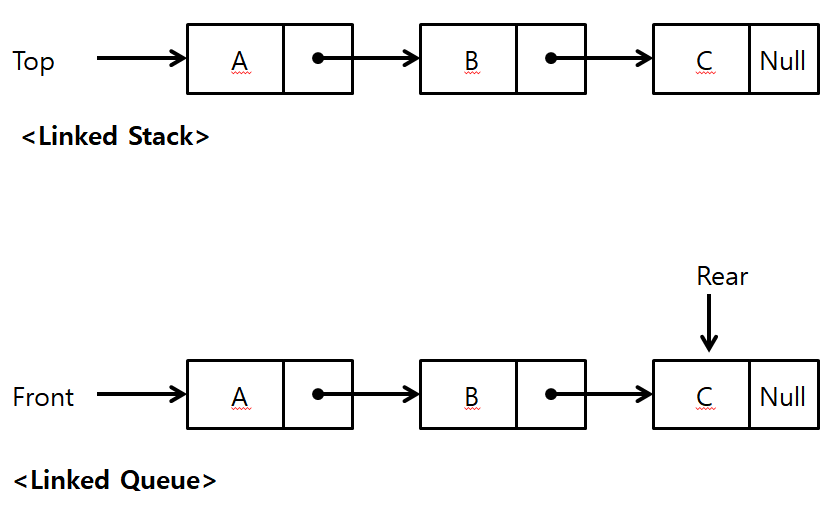 Top A B C Null
<Linked Stack>
Rear
Front A B C Null
<Linked Queue>